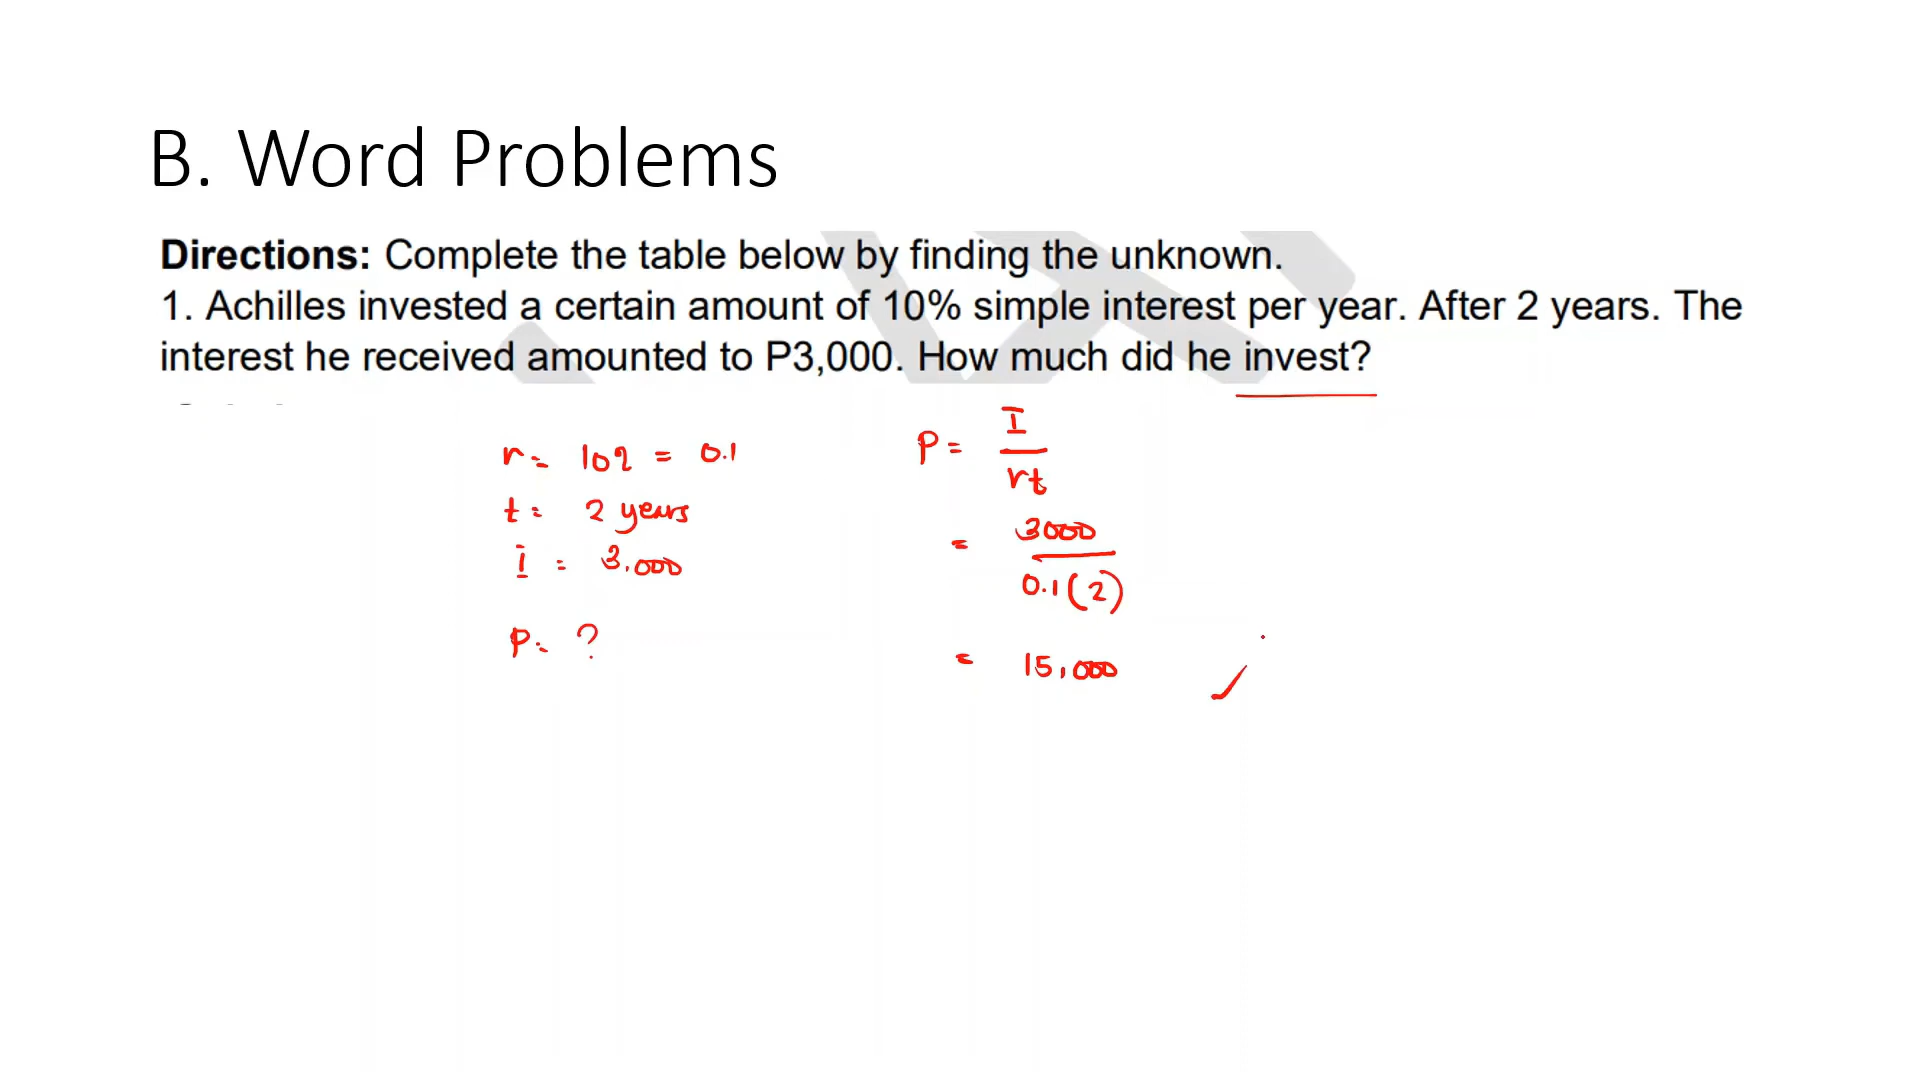 B. Word Problems
Directions: Complete the table below by finding the unknown.
1. Achilles invested a certain amount of 10% simple interest per year. After 2 years. The
interest he received amounted to P3,000. How much did he invest?
r = 10% = 0.1
t = 2 years
I = 3,000
P = ?
P = I
rt
= 3000
0.1(2)
= 15,000 ✓